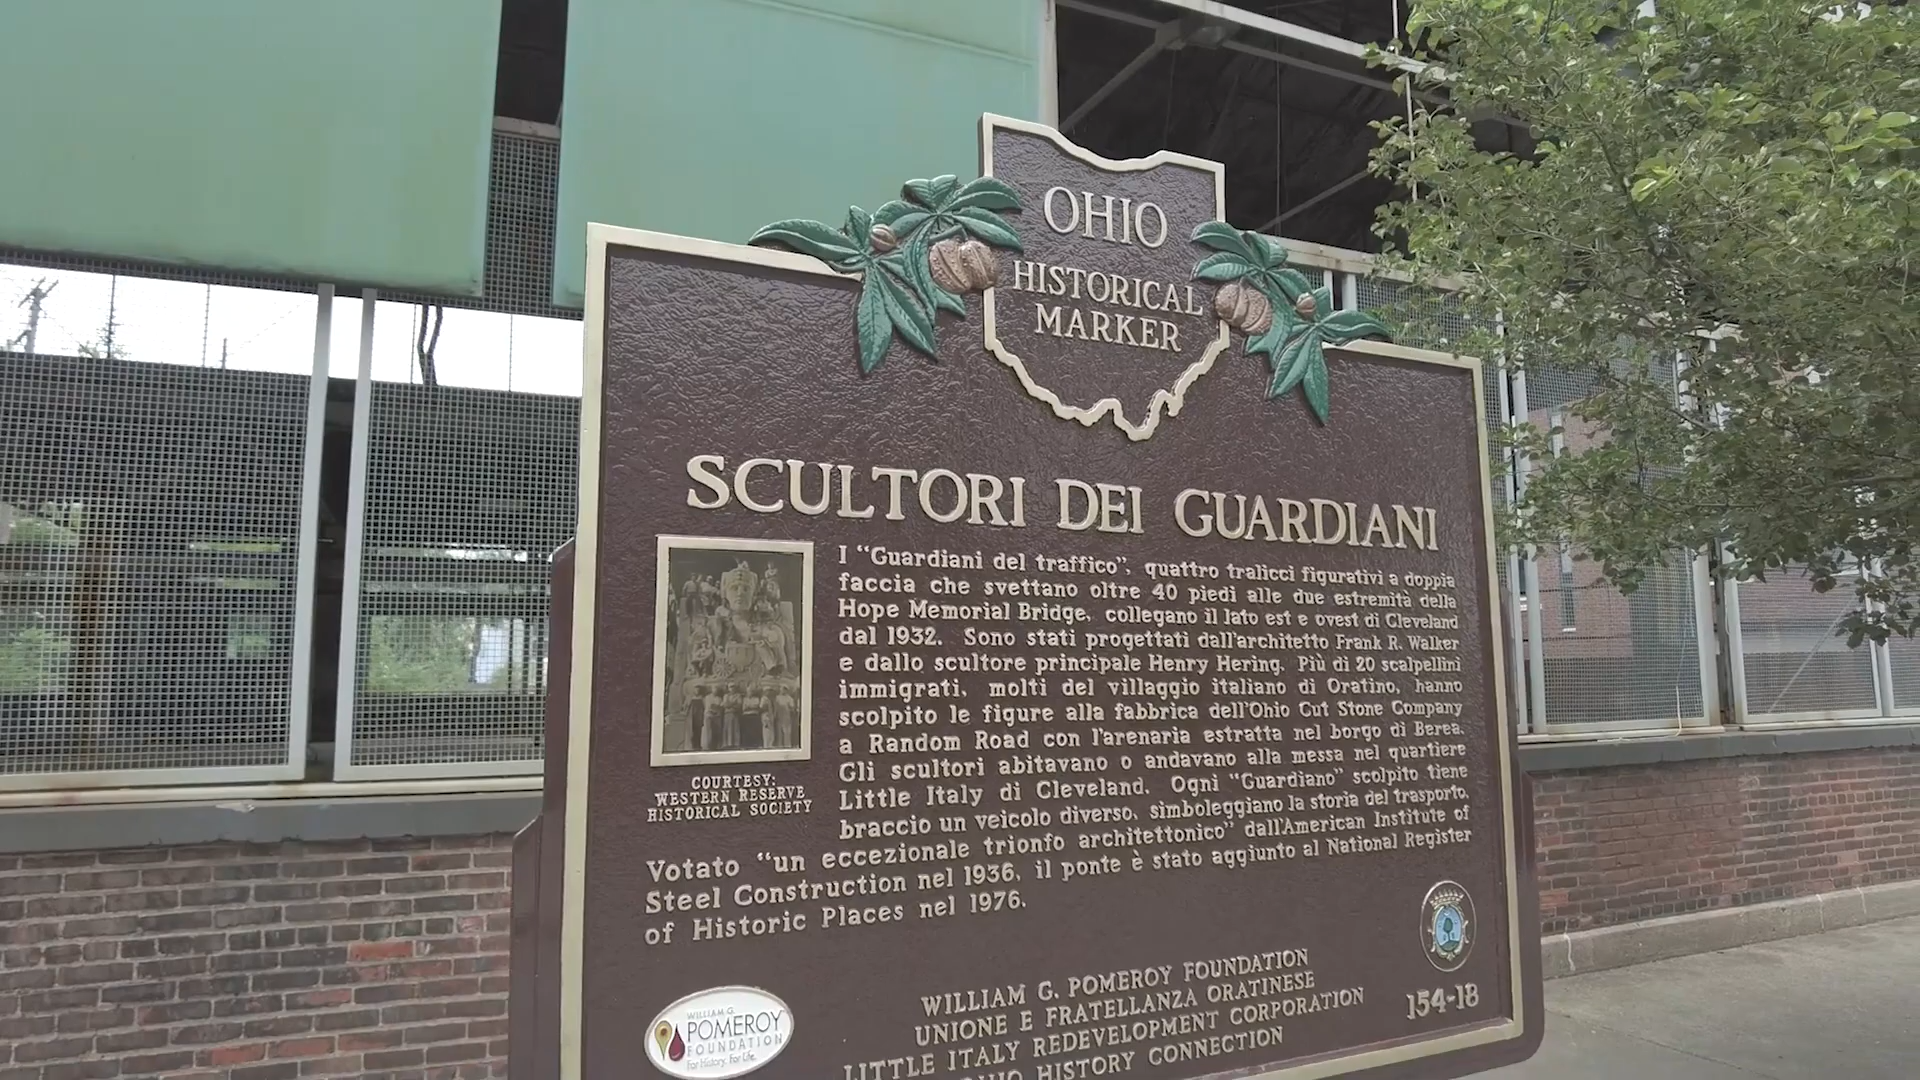 OHIO
HISTORICAL
MARKER
SCULTORI DEI GUARDIANI
I “Guardiani del traffico”, quattro tralicci figurativi a doppia
faccia che svettano oltre 40 piedi alle due estremità della
Hope Memorial Bridge, collegano il lato est e ovest di Cleveland
dal 1932. Sono stati progettati dall'architetto Frank R. Walker
e dallo scultore principale Henry Hering. Più di 20 scalpellini
immigrati, molti del villaggio italiano di Oratino, hanno
scolpito le figure alla fabbrica dell'Ohio Cut Stone Company
a Random Road con l'arenaria estratta nel borgo di Berea.
Gli scultori abitavano o andavano alla messa nel quartiere
Little Italy di Cleveland. Ogni “Guardiano” scolpito tiene
braccio un veicolo diverso, simboleggiano la storia del trasporto.
Votato “un eccezionale trionfo architettonico” dall'American Institute of
Steel Construction nel 1936, il ponte è stato aggiunto al National Register
of Historic Places nel 1976.
COURTESY:
WESTERN RESERVE
HISTORICAL SOCIETY
WILLIAM G. POMEROY FOUNDATION
UNIONE E FRATELLANZA ORATINESE
LITTLE ITALY REDEVELOPMENT CORPORATION
OHIO HISTORY CONNECTION
154-18
WILLIAM G.
POMEROY
FOUNDATION
For History. For Life.